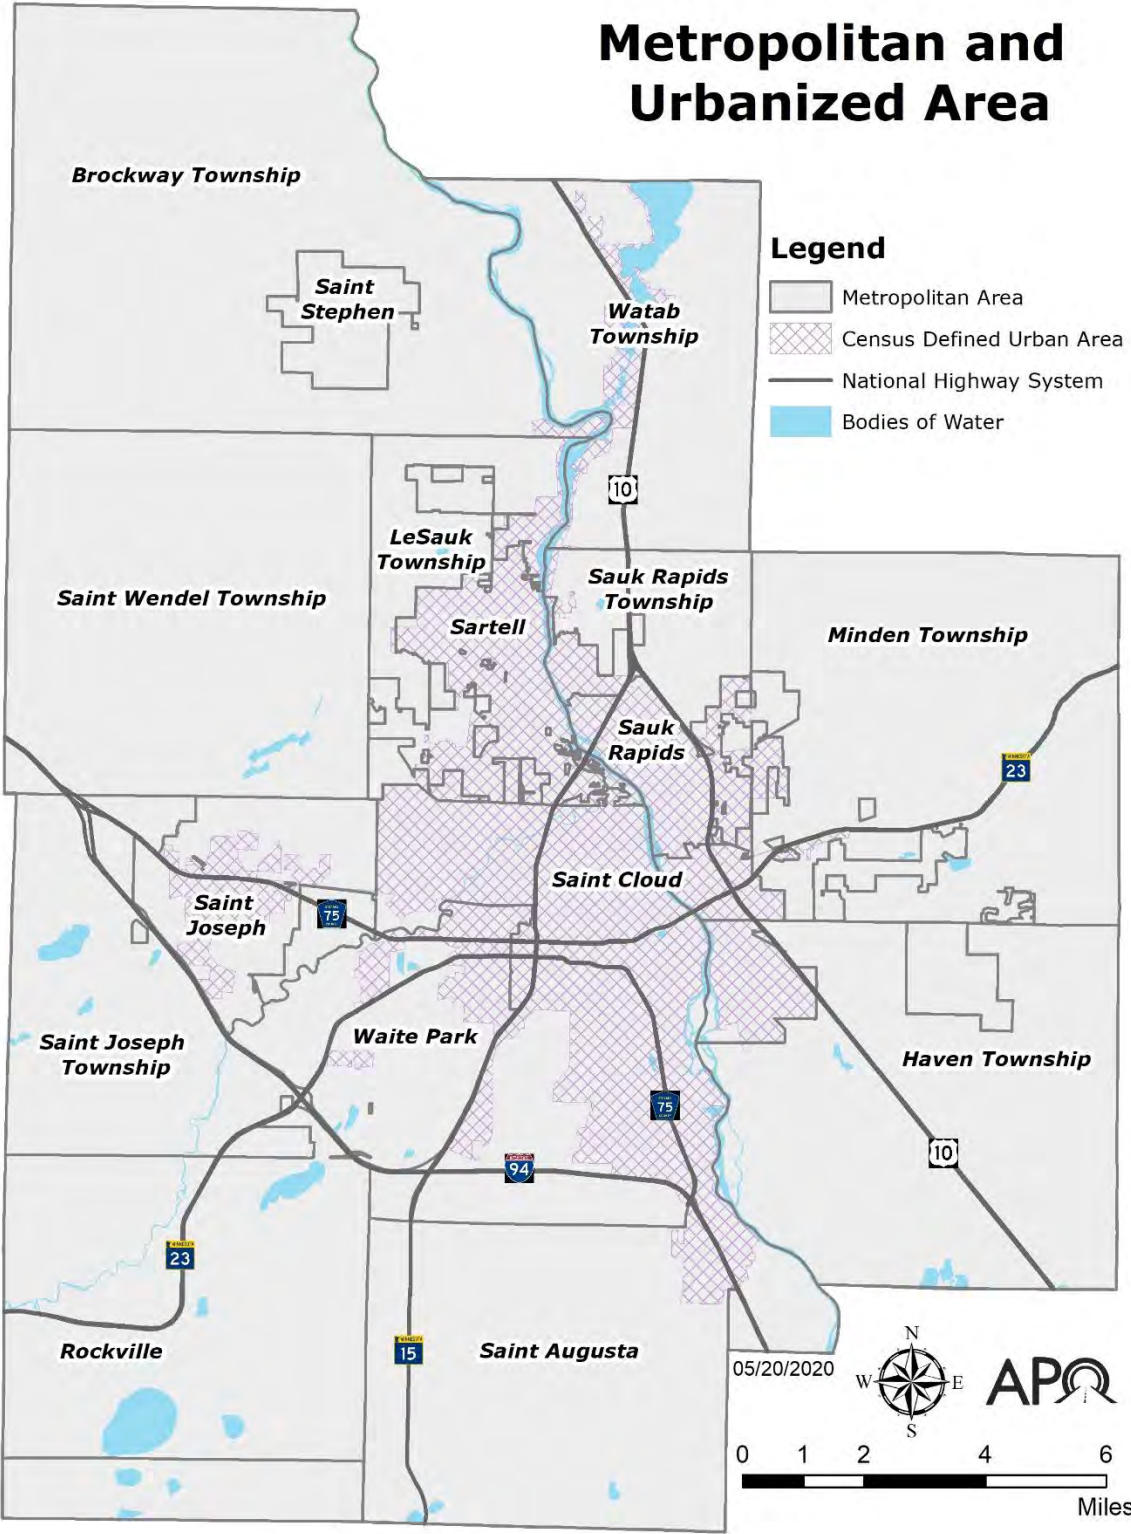 Metropolitan and
Urbanized Area
Brockway Township
Legend
Metropolitan Area
Census Defined Urban Area
National Highway System
Bodies of Water
Saint
Stephen
Watab
Township
10
LeSauk
Township
Sauk Rapids
Township
Saint Wendel Township
Sartell
Minden Township
Sauk
Rapids
23
Saint Cloud
Saint
Joseph
75
Waite Park
Saint Joseph
Township
Haven Township
75
10
94
23
Rockville
15
Saint Augusta
05/20/2020
N
W
E
S
APO
0 1 2 4 6
Miles